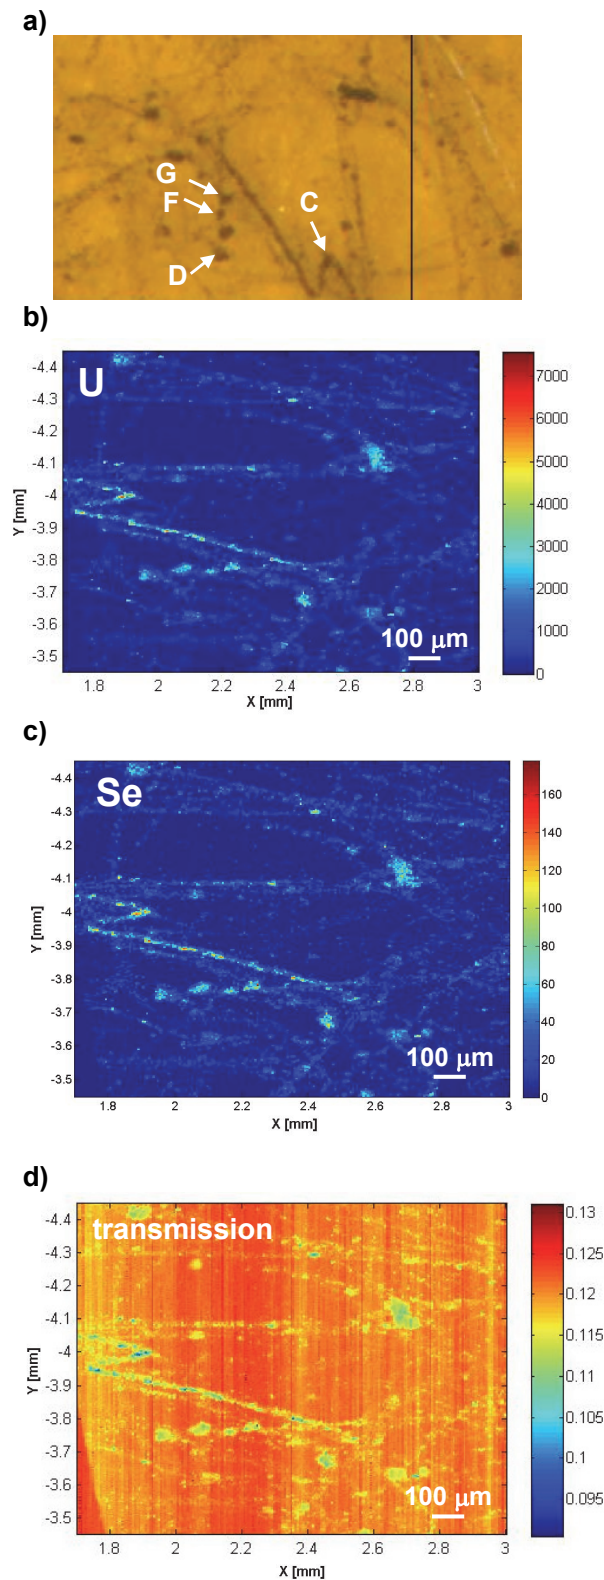 a)
G
F
C
D
b)
U
-4.4
-4.3
-4.2
-4.1
-4
-3.9
-3.8
-3.7
-3.6
-3.5
Y [mm]
100 µm
1.8 2 2.2 2.4 2.6 2.8 3
X [mm]
7000
6000
5000
4000
3000
2000
1000
0
c)
Se
-4.4
-4.3
-4.2
-4.1
-4
-3.9
-3.8
-3.7
-3.6
-3.5
Y [mm]
100 µm
1.8 2 2.2 2.4 2.6 2.8 3
X [mm]
160
140
120
100
80
60
40
20
0
d)
transmission
-4.4
-4.3
-4.2
-4.1
-4
-3.9
-3.8
-3.7
-3.6
-3.5
Y [mm]
100 µm
1.8 2 2.2 2.4 2.6 2.8 3
X [mm]
0.13
0.125
0.12
0.115
0.11
0.105
0.1
0.095